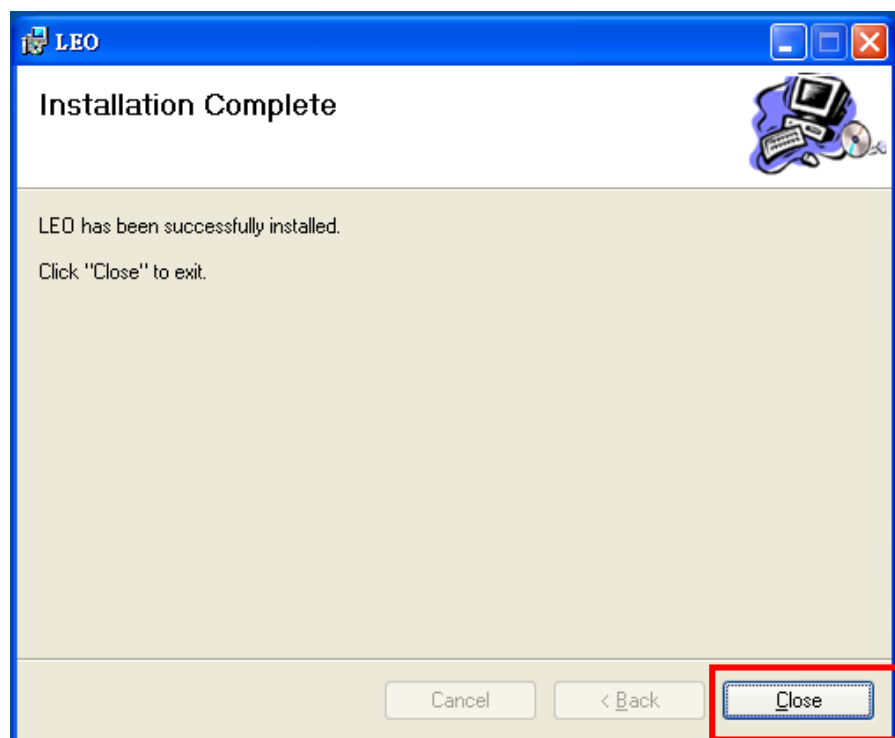 LEO
Installation Complete
LEO has been successfully installed.
Click "Close" to exit.
Cancel
< Back
Close